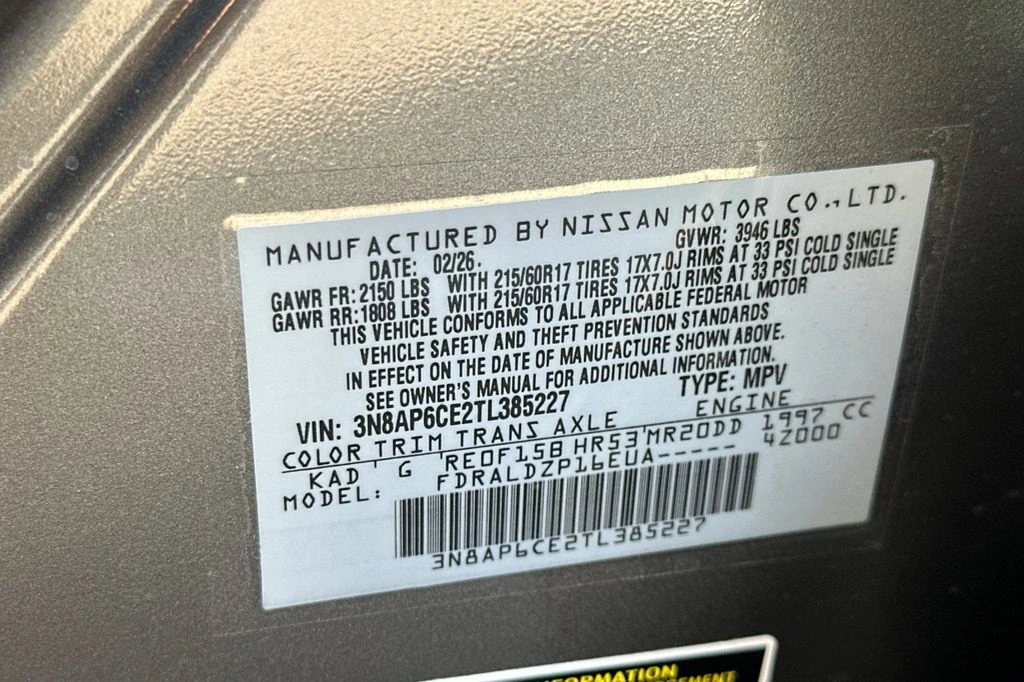 MANUFACTURED BY NISSAN MOTOR CO., LTD.
DATE: 02/26. GVWR: 3946 LBS
GAWR FR: 2150 LBS WITH 215/60R17 TIRES 17X7.0J RIMS AT 33 PSI COLD SINGLE
GAWR RR: 1808 LBS WITH 215/60R17 TIRES 17X7.0J RIMS AT 33 PSI COLD SINGLE
THIS VEHICLE CONFORMS TO ALL APPLICABLE FEDERAL MOTOR
VEHICLE SAFETY AND THEFT PREVENTION STANDARDS
IN EFFECT ON THE DATE OF MANUFACTURE SHOWN ABOVE.
SEE OWNER'S MANUAL FOR ADDITIONAL INFORMATION.
VIN: 3N8AP6CE2TL385227 TYPE: MPV
COLOR TRIM TRANS AXLE ENGINE
KAD G RE0F15B HR53 MR20DD 1997 CC
MODEL: FDRALDZP16EUA----- 4Z000
3N8AP6CE2TL385227